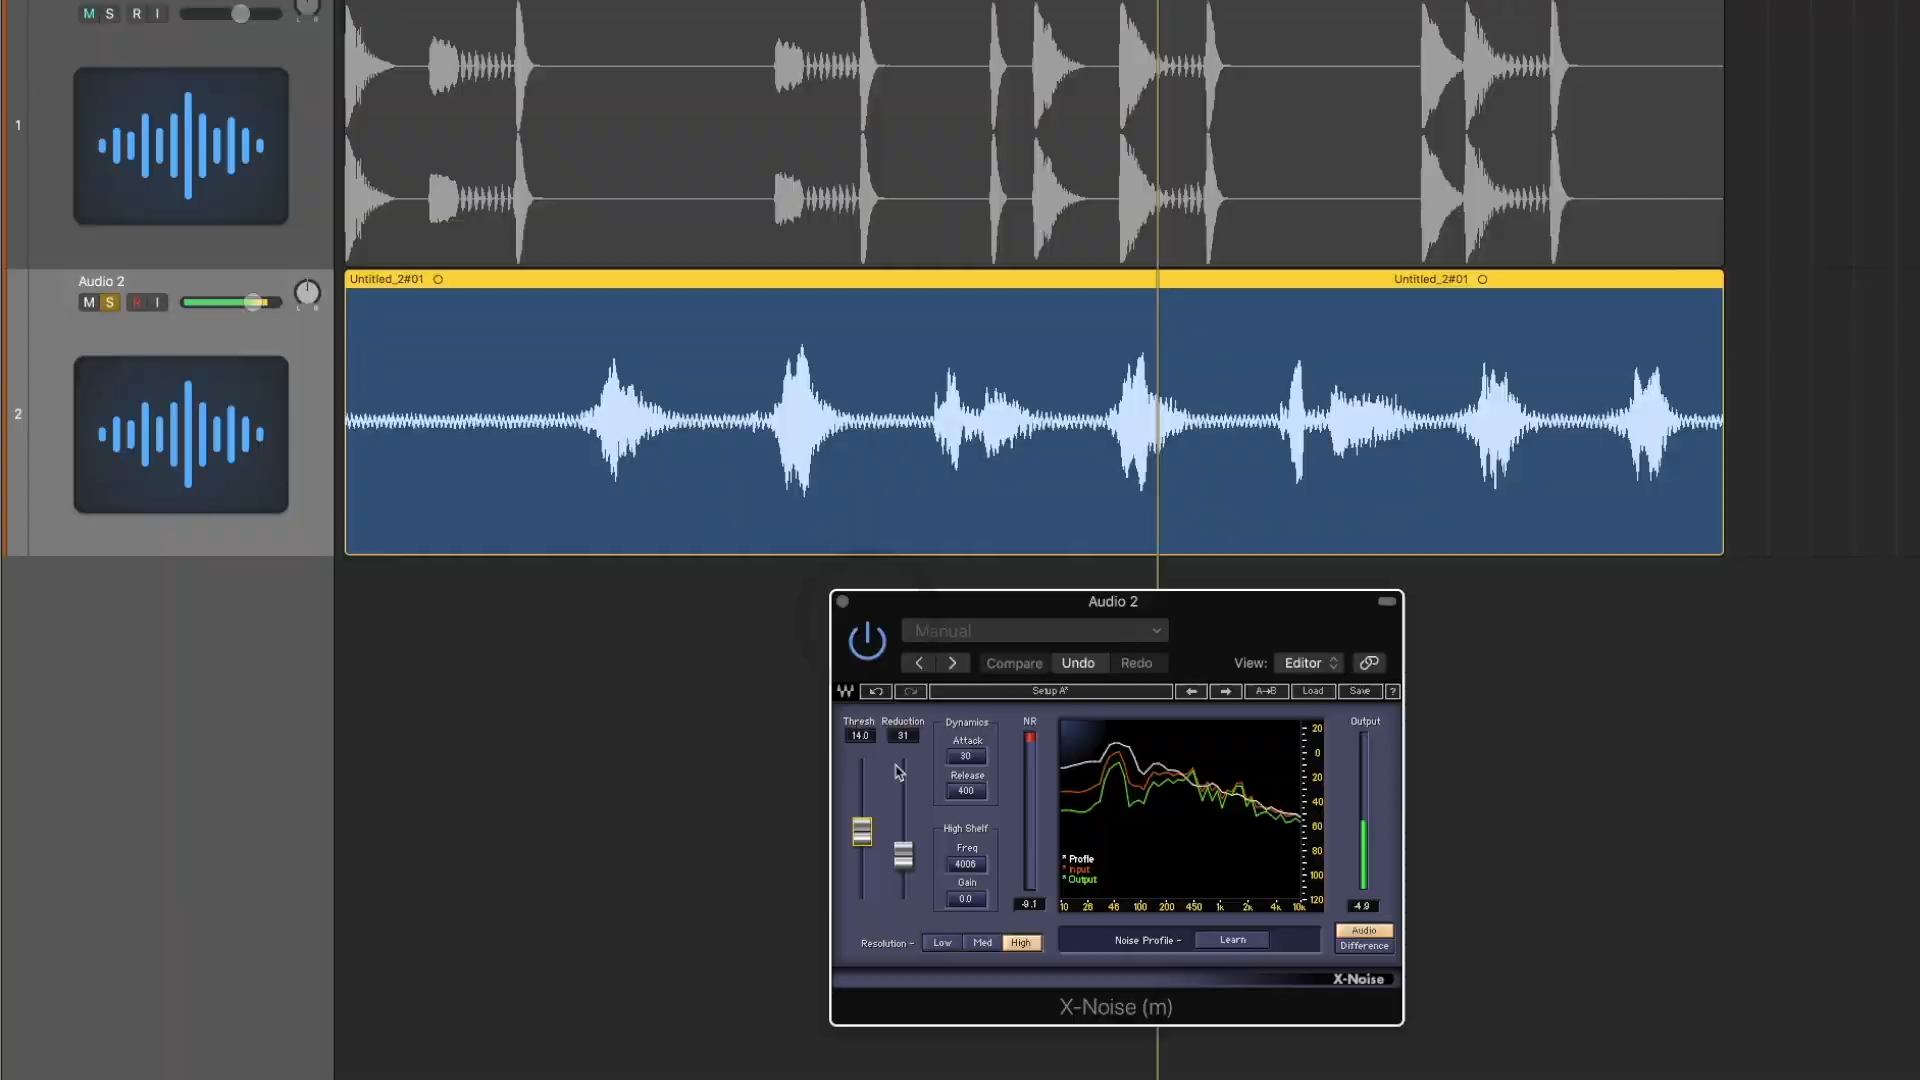 M S R I
L R
1
Audio 2
M S R I
L R
2
Untitled_2#01
Untitled_2#01
Audio 2
Manual
Compare Undo Redo
View: Editor
Setup A*
A→B Load Save ?
Thresh Reduction
14.0 31
Dynamics
Attack
30
Release
400
High Shelf
Freq
4006
Gain
0.0
NR
-9.1
20
0
20
40
60
80
100
120
* Profile
* Input
* Output
10 28 46 100 200 450 1k 2k 4k 10k
Output
-4.9
Resolution - Low Med High
Noise Profile - Learn
Audio
Difference
X-Noise
X-Noise (m)